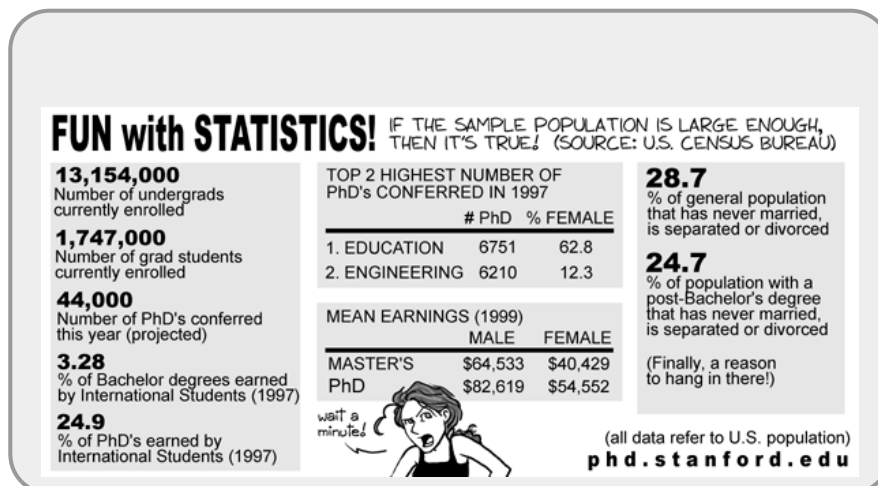 FUN with STATISTICS!
IF THE SAMPLE POPULATION IS LARGE ENOUGH,
THEN IT'S TRUE! (SOURCE: U.S. CENSUS BUREAU)
13,154,000
Number of undergrads
currently enrolled
1,747,000
Number of grad students
currently enrolled
44,000
Number of PhD's conferred
this year (projected)
3.28
% of Bachelor degrees earned
by International Students (1997)
24.9
% of PhD's earned by
International Students (1997)
TOP 2 HIGHEST NUMBER OF
PhD's CONFERRED IN 1997
# PhD % FEMALE
1. EDUCATION 6751 62.8
2. ENGINEERING 6210 12.3
MEAN EARNINGS (1999)
MALE FEMALE
MASTER'S $64,533 $40,429
PhD $82,619 $54,552
wait a
minute!
28.7
% of general population
that has never married,
is separated or divorced
24.7
% of population with a
post-Bachelor's degree
that has never married,
is separated or divorced
(Finally, a reason
to hang in there!)
(all data refer to U.S. population)
phd.stanford.edu